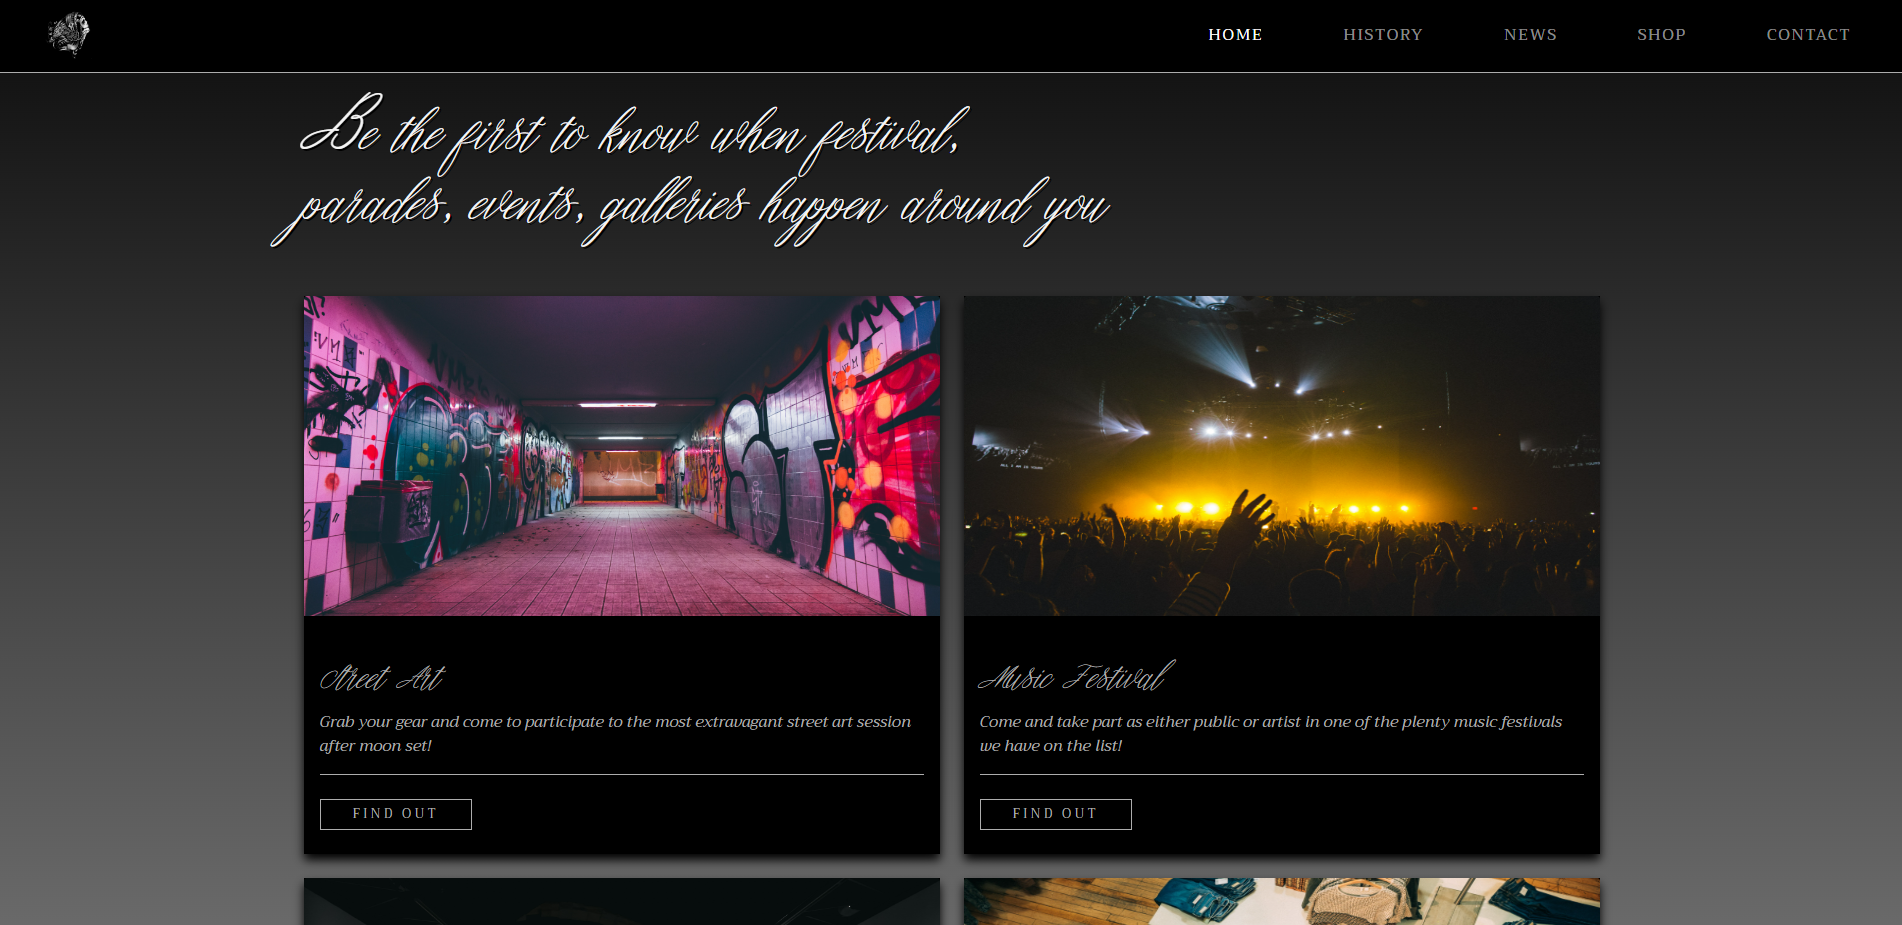 HOME HISTORY NEWS SHOP CONTACT
Be the first to know when festival,
parades, events, galleries happen around you
Street Art
Grab your gear and come to participate to the most extravagant street art session
after moon set!
FIND OUT
Music Festival
Come and take part as either public or artist in one of the plenty music festivals
we have on the list!
FIND OUT